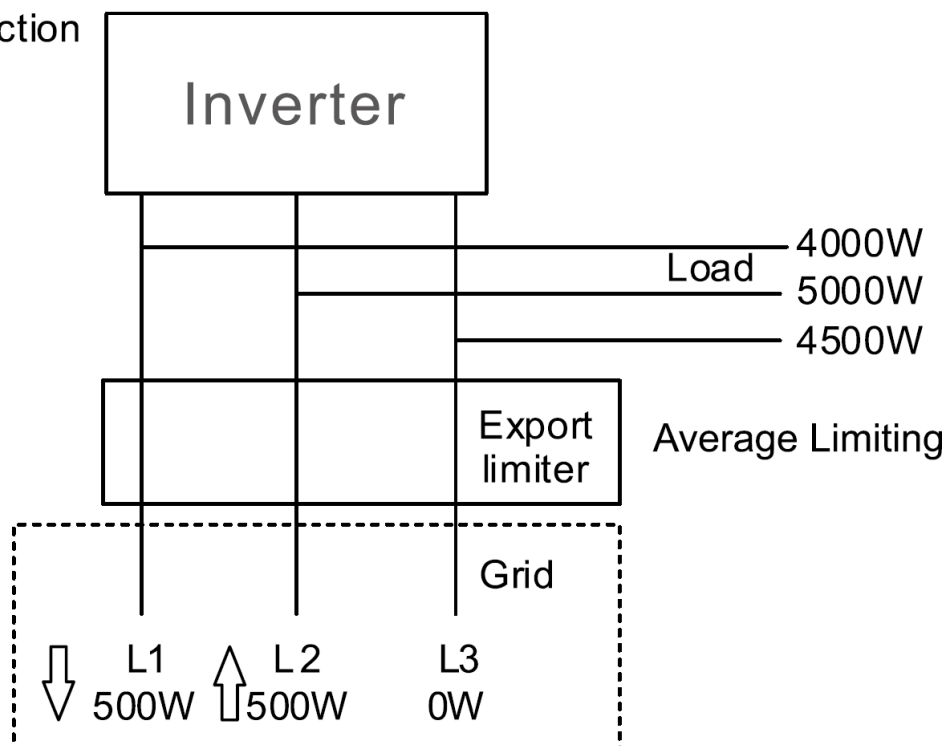 ction
Inverter
4000W
Load
5000W
4500W
Export
limiter
Average Limiting
Grid
L1 L2 L3
500W 500W 0W